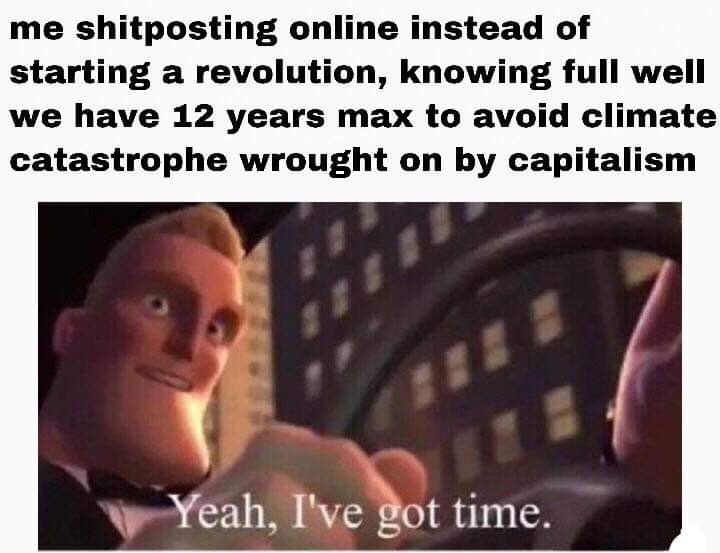 me shitposting online instead of
starting a revolution, knowing full well
we have 12 years max to avoid climate
catastrophe wrought on by capitalism
Yeah, I've got time.